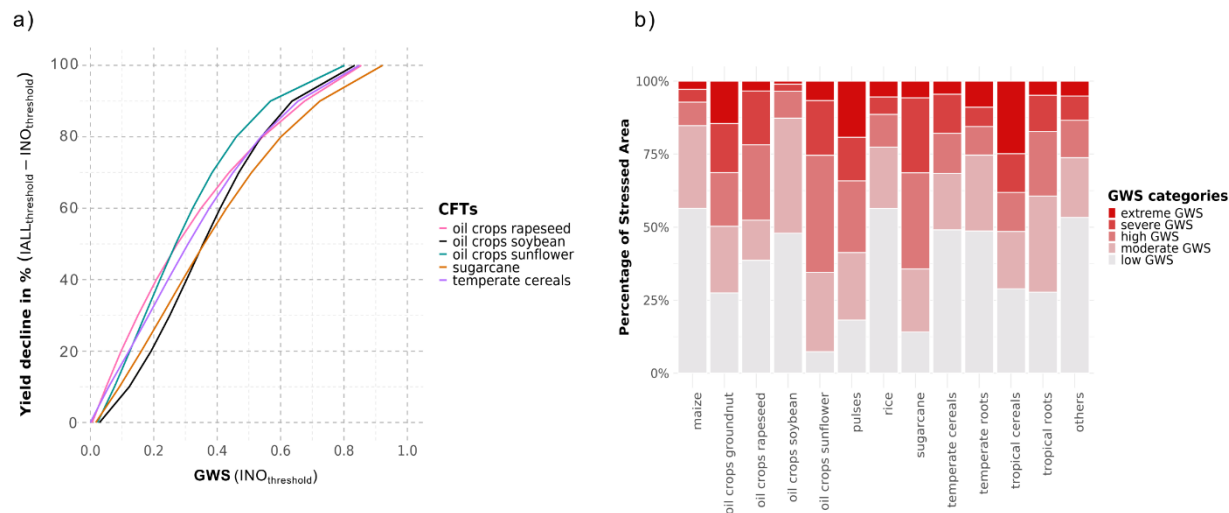 a)
Yield decline in % (IALLthreshold − INOthreshold)
100
80
60
40
20
0
0.0 0.2 0.4 0.6 0.8 1.0
GWS (INOthreshold)
CFTs
oil crops rapeseed
oil crops soybean
oil crops sunflower
sugarcane
temperate cereals
b)
Percentage of Stressed Area
100%
75%
50%
25%
0%
maize
oil crops groundnut
oil crops rapeseed
oil crops soybean
oil crops sunflower
pulses
rice
sugarcane
temperate cereals
temperate roots
tropical cereals
tropical roots
others
GWS categories
extreme GWS
severe GWS
high GWS
moderate GWS
low GWS